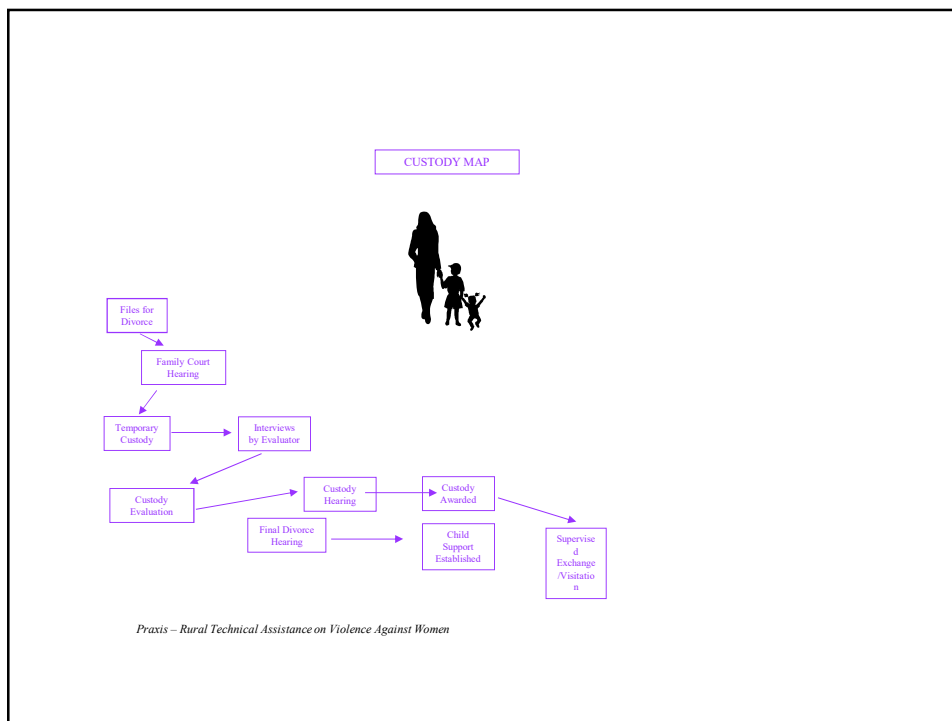 CUSTODY MAP
Files for
Divorce
Family Court
Hearing
Temporary
Custody
Interviews
by Evaluator
Custody
Evaluation
Custody
Hearing
Custody
Awarded
Final Divorce
Hearing
Child
Support
Established
Supervise
d
Exchange
/Visitatio
n
Praxis – Rural Technical Assistance on Violence Against Women